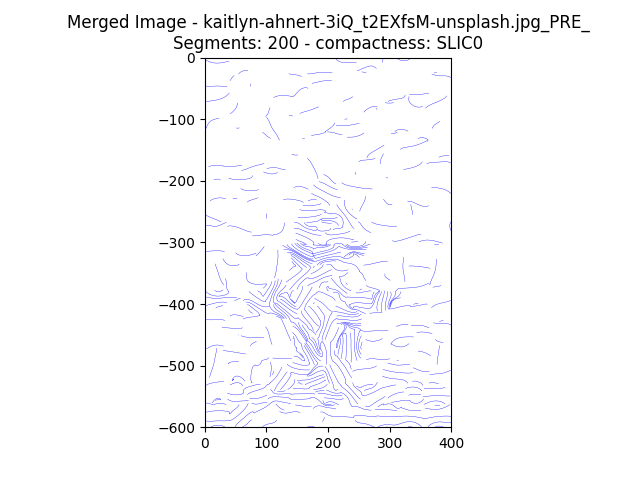 Merged Image - kaitlyn-ahnert-3iQ_t2EXfsM-unsplash.jpg_PRE_
Segments: 200 - compactness: SLIC0
0
−100
−200
−300
−400
−500
−600
0 100 200 300 400